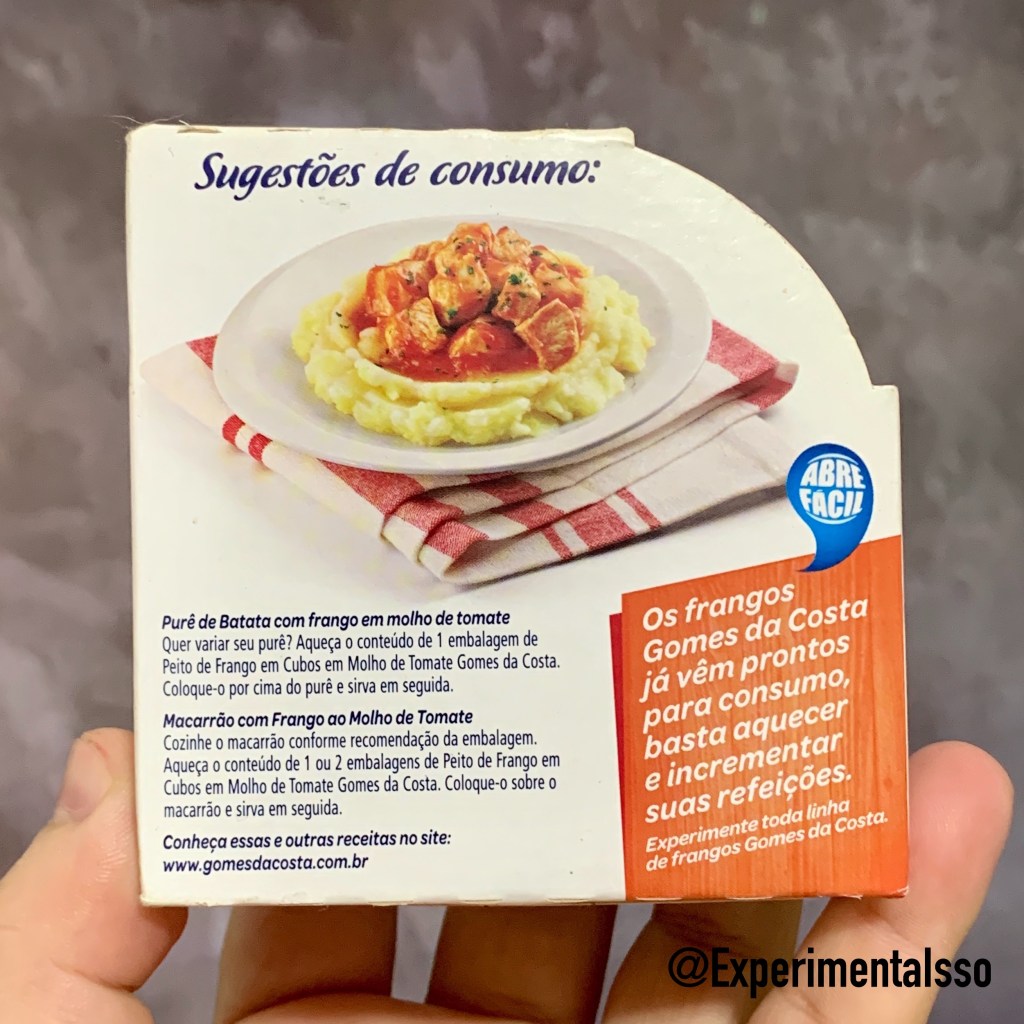 Sugestões de consumo:
ABRE
FÁCIL
Purê de Batata com frango em molho de tomate
Quer variar seu purê? Aqueça o conteúdo de 1 embalagem de
Peito de Frango em Cubos em Molho de Tomate Gomes da Costa.
Coloque-o por cima do purê e sirva em seguida.
Macarrão com Frango ao Molho de Tomate
Cozinhe o macarrão conforme recomendação da embalagem.
Aqueça o conteúdo de 1 ou 2 embalagens de Peito de Frango em
Cubos em Molho de Tomate Gomes da Costa. Coloque-o sobre o
macarrão e sirva em seguida.
Conheça essas e outras receitas no site:
www.gomesdacosta.com.br
Os frangos
Gomes da Costa
já vêm prontos
para consumo,
basta aquecer
e incrementar
suas refeições.
Experimente toda linha
de frangos Gomes da Costa.
@ExperimentaIsso